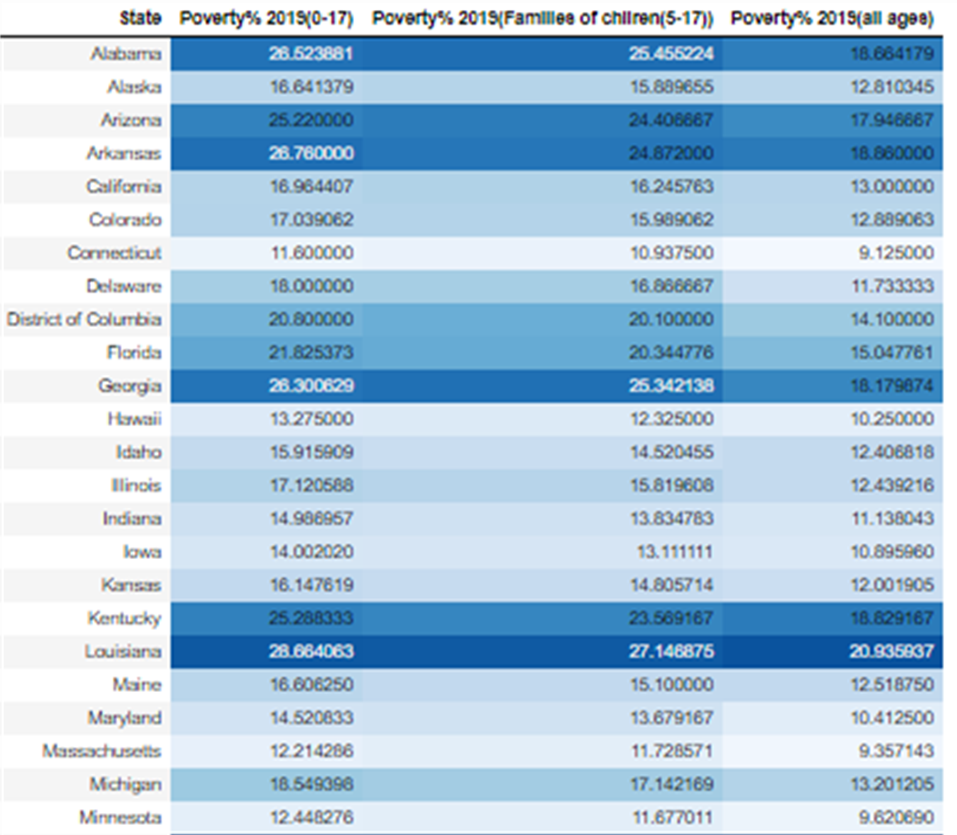 State Poverty% 2019(0-17) Poverty% 2019(Families of chilren(5-17)) Poverty% 2019(all ages)
Alabama 26.523881 25.455224 18.664179
Alaska 16.641379 15.889655 12.810345
Arizona 25.220000 24.406667 17.946667
Arkansas 26.760000 24.872000 18.860000
California 16.964407 16.245763 13.000000
Colorado 17.039062 15.989062 12.889063
Connecticut 11.600000 10.937500 9.125000
Delaware 18.000000 16.866667 11.733333
District of Columbia 20.800000 20.100000 14.100000
Florida 21.825373 20.344776 15.047761
Georgia 26.300629 25.342138 18.179874
Hawaii 13.275000 12.325000 10.250000
Idaho 15.915909 14.520455 12.406818
Illinois 17.120588 15.819608 12.439216
Indiana 14.986957 13.834783 11.138043
Iowa 14.002020 13.111111 10.895960
Kansas 16.147619 14.805714 12.001905
Kentucky 25.288333 23.569167 18.829167
Louisiana 28.664063 27.146875 20.935937
Maine 16.606250 15.100000 12.518750
Maryland 14.520833 13.679167 10.412500
Massachusetts 12.214286 11.728571 9.357143
Michigan 18.549398 17.142169 13.201205
Minnesota 12.448276 11.677011 9.620690